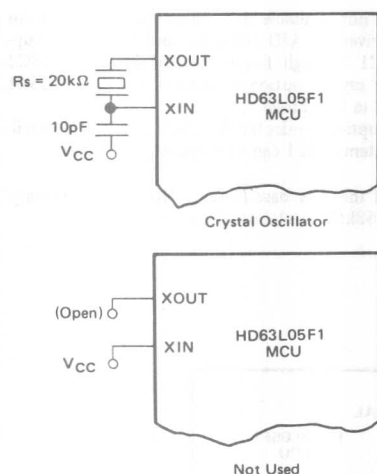 XOUT
Rs = 20kΩ
XIN
HD63L05F1
MCU
10pF
VCC
Crystal Oscillator
(Open)
XOUT
HD63L05F1
MCU
XIN
VCC
Not Used